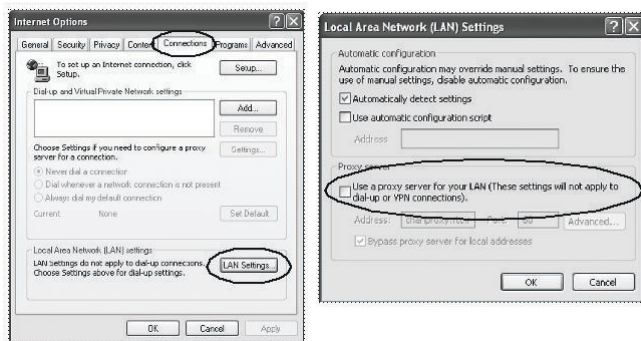 Internet Options
General Security Privacy Content Connections Programs Advanced
To set up an Internet connection, click
Setup.
Setup...
Dial-up and Virtual Private Network settings
Add...
Remove
Choose Settings if you need to configure a proxy
server for a connection.
Settings...
Never dial a connection
Dial whenever a network connection is not present
Always dial my default connection
Current None
Set Default
Local Area Network (LAN) settings
LAN Settings do not apply to dial-up connections.
Choose Settings above for dial-up settings.
LAN Settings...
OK Cancel Apply
Local Area Network (LAN) Settings
Automatic configuration
Automatic configuration may override manual settings. To ensure the
use of manual settings, disable automatic configuration.
Automatically detect settings
Use automatic configuration script
Address
Proxy server
Use a proxy server for your LAN (These settings will not apply to
dial-up or VPN connections).
Address: Port: 80 Advanced...
Bypass proxy server for local addresses
OK Cancel